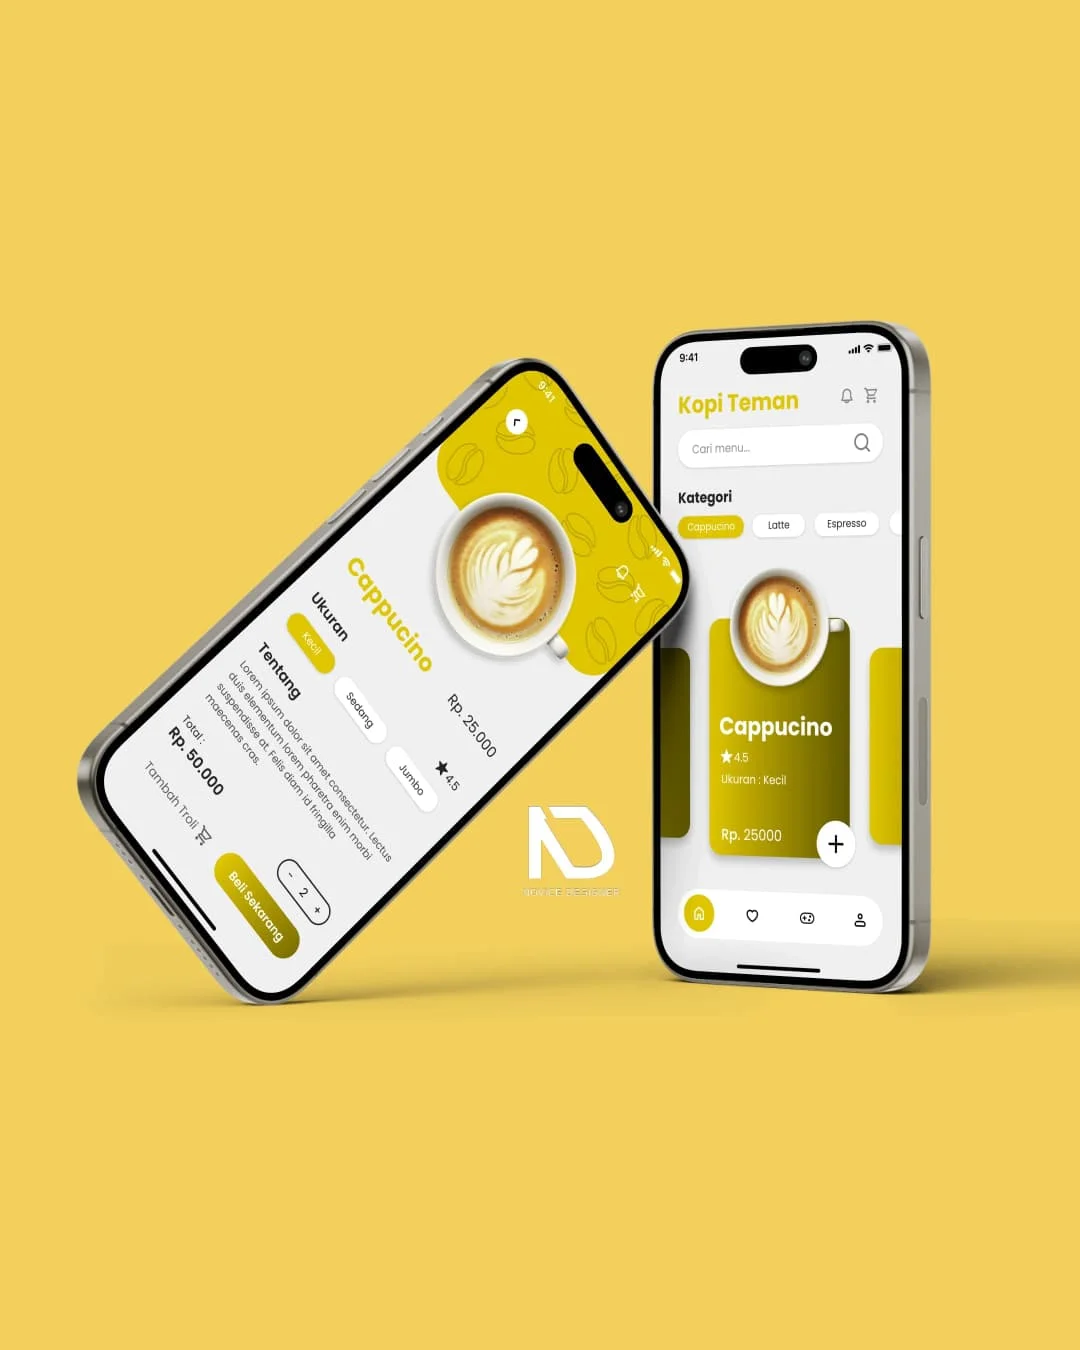 9:41
Cappucino
Rp. 25.000
Ukuran
4.5
Kecil
Sedang
Jumbo
Tentang
Lorem ipsum dolor sit amet consectetur. Lectus
duis elementum lorem pharetra enim morbi
suspendisse at. Felis diam id fringilla
maecenas cras.
Total :
Rp. 50.000
- 2 +
Tambah Troli
Beli Sekarang
9:41
Kopi Teman
Cari menu...
Kategori
Cappucino
Latte
Espresso
Cappucino
4.5
Ukuran : Kecil
Rp. 25000
+
ND
NOVICE DESIGNER